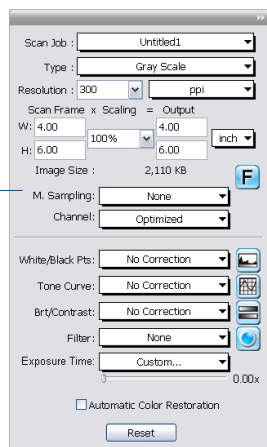 Scan Job : Untitled1
Type : Gray Scale
Resolution : 300 ppi
Scan Frame x Scaling = Output
W: 4.00 100% 4.00 inch
H: 6.00 6.00
Image Size : 2,110 KB
F
M. Sampling: None
Channel: Optimized
White/Black Pts: No Correction
Tone Curve: No Correction
Brt/Contrast: No Correction
Filter: None
Exposure Time: Custom...
0.00x
Automatic Color Restoration
Reset